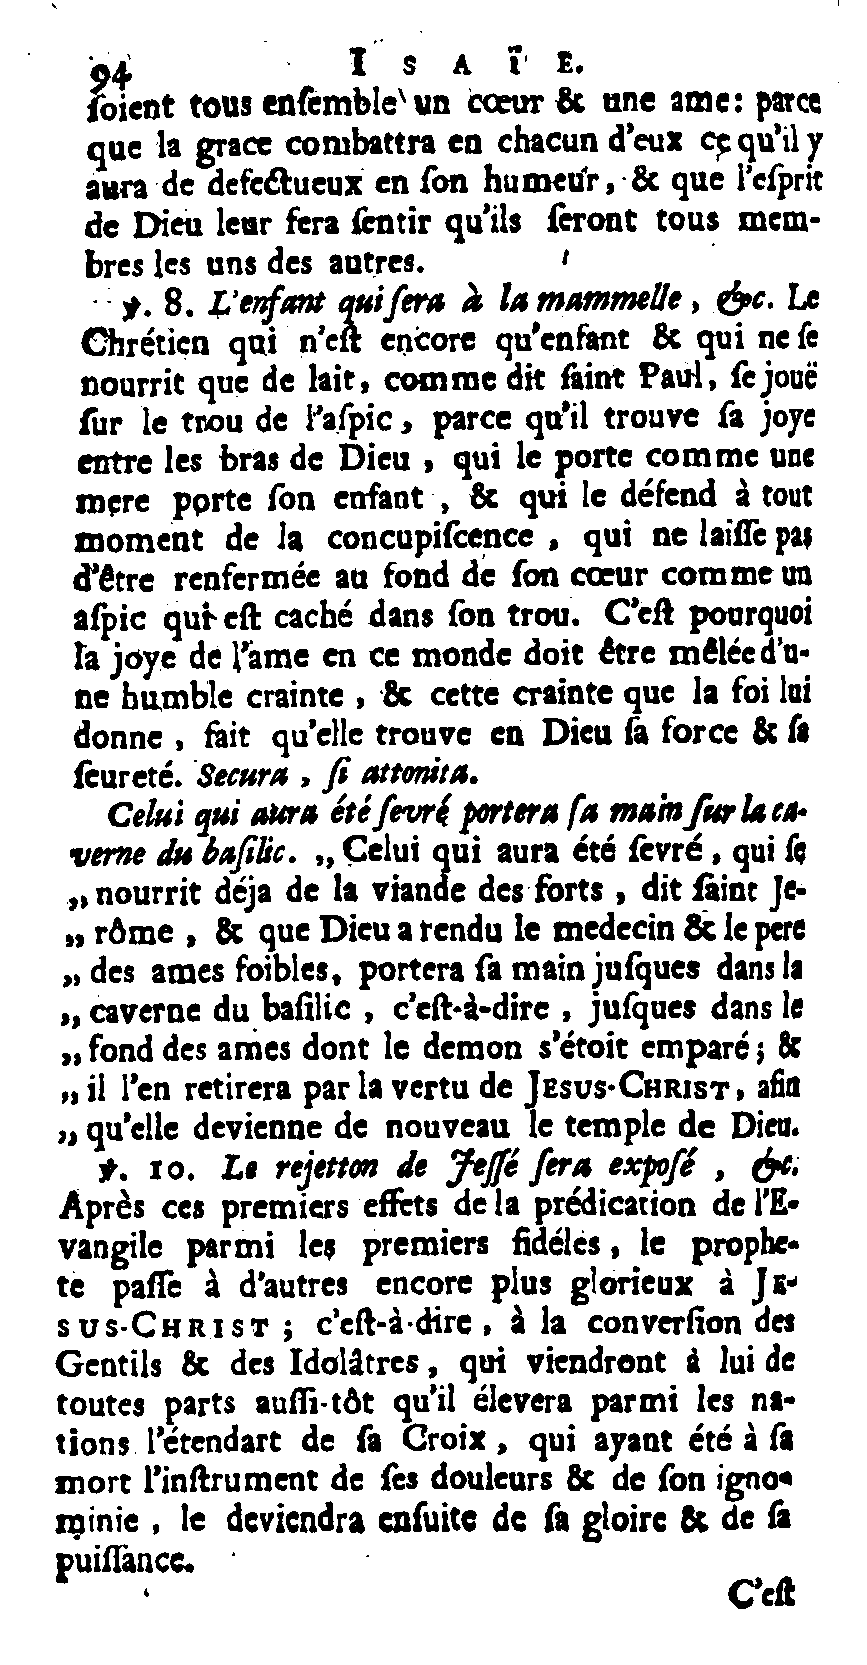 94 ISAÏE.
ſoient tous enſemble un cœur & une ame: parce
que la grace combattra en chacun d'eux ce qu'il y
aura de defectueux en ſon humeur, & que l'eſprit
de Dieu leur fera ſentir qu'ils ſeront tous mem-
bres les uns des autres.
℣. 8. L'enfant qui ſera à la mammelle, &c. Le
Chrétien qui n'eſt encore qu'enfant & qui ne ſe
nourrit que de lait, comme dit ſaint Paul, ſe jouë
ſur le trou de l'aſpic, parce qu'il trouve ſa joye
entre les bras de Dieu, qui le porte comme une
mere porte ſon enfant, & qui le défend à tout
moment de la concupiſcence, qui ne laiſſe pas
d'être renfermée au fond de ſon cœur comme un
aſpic qui eſt caché dans ſon trou. C'eſt pourquoi
la joye de l'ame en ce monde doit être mêlée d'u-
ne humble crainte, & cette crainte que la foi lui
donne, fait qu'elle trouve en Dieu ſa force & ſa
ſeureté. Secura, ſi attonita.
Celui qui aura été ſevré portera ſa main ſur la ca-
verne du baſilic. „Celui qui aura été ſevré, qui ſe
„nourrit déja de la viande des forts, dit ſaint Je-
„rôme, & que Dieu a rendu le medecin & le pere
„des ames foibles, portera ſa main juſques dans la
„caverne du baſilic, c'eſt-à-dire, juſques dans le
„fond des ames dont le demon s'étoit emparé; &
„il l'en retirera par la vertu de JESUS-CHRIST, afin
„qu'elle devienne de nouveau le temple de Dieu.
℣. 10. Le rejetton de Jeſſé ſera expoſé, &c.
Après ces premiers effets de la prédication de l'E-
vangile parmi les premiers fidéles, le prophe-
te paſſe à d'autres encore plus glorieux à JE-
SUS-CHRIST; c'eſt-à-dire, à la converſion des
Gentils & des Idolâtres, qui viendront à lui de
toutes parts auſſi-tôt qu'il élevera parmi les na-
tions l'étendart de ſa Croix, qui ayant été à ſa
mort l'inſtrument de ſes douleurs & de ſon igno-
minie, le deviendra enſuite de ſa gloire & de ſa
puiſſance.
C'eſt